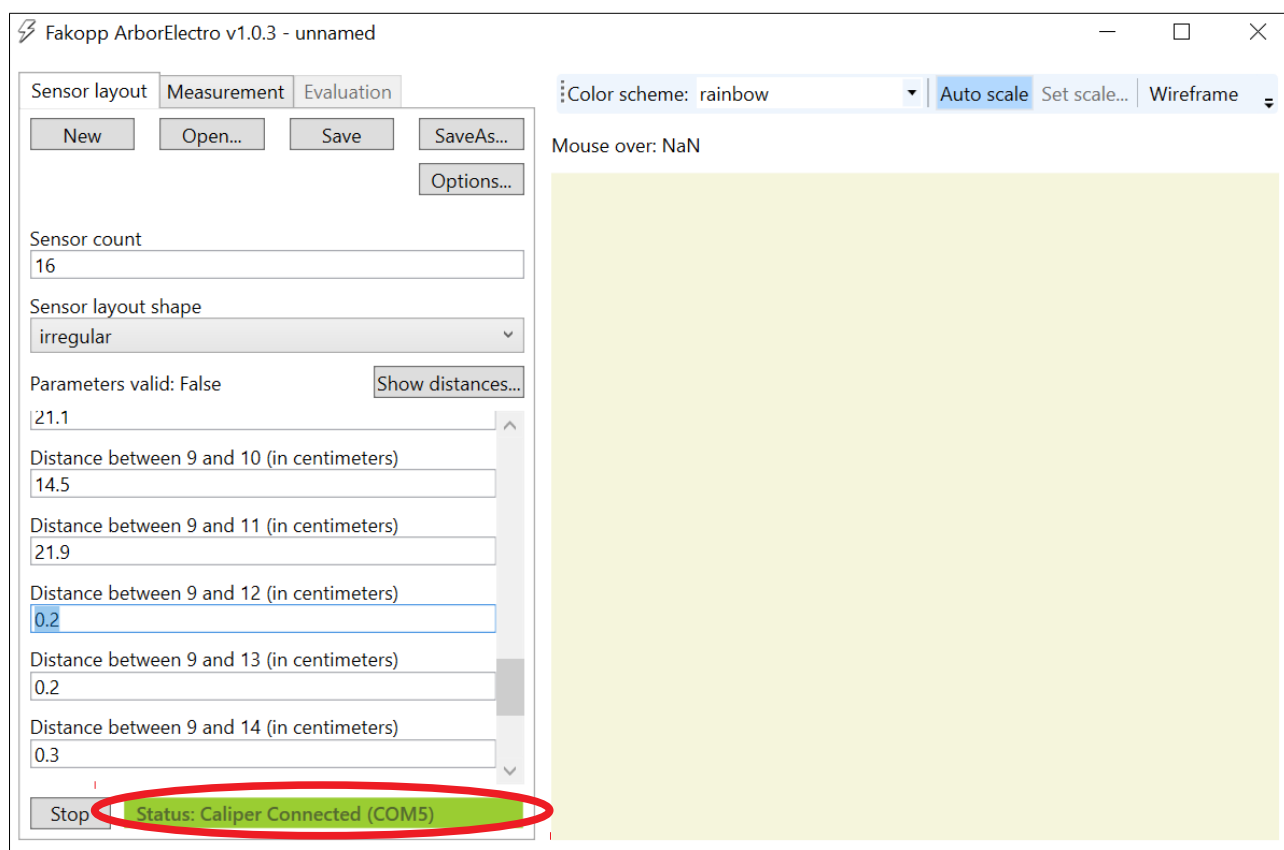 Fakopp ArborElectro v1.0.3 - unnamed
Sensor layout Measurement Evaluation
New Open... Save SaveAs...
Options...
Sensor count
16
Sensor layout shape
irregular
Parameters valid: False Show distances...
21.1
Distance between 9 and 10 (in centimeters)
14.5
Distance between 9 and 11 (in centimeters)
21.9
Distance between 9 and 12 (in centimeters)
0.2
Distance between 9 and 13 (in centimeters)
0.2
Distance between 9 and 14 (in centimeters)
0.3
Stop Status: Caliper Connected (COM5)
Color scheme: rainbow Auto scale Set scale... Wireframe
Mouse over: NaN